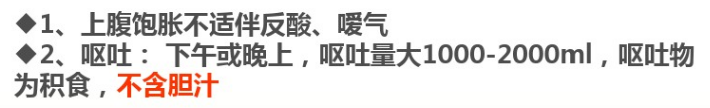 ◆1、上腹饱胀不适伴反酸、嗳气
◆2、呕吐：下午或晚上，呕吐量大1000-2000ml，呕吐物
为积食，不含胆汁